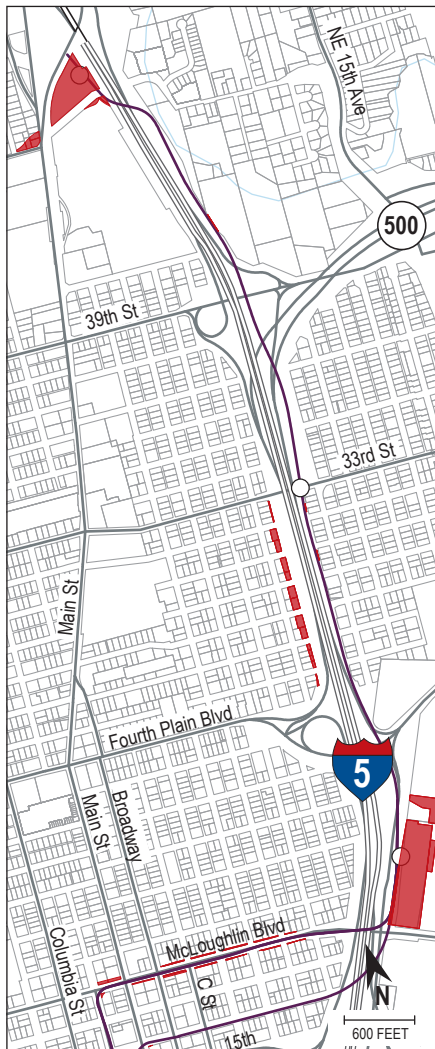 NE 15th Ave
500
39th St
33rd St
Main St
Fourth Plain Blvd
5
Main St
Broadway
McLoughlin Blvd
Columbia St
C St
15th
N
600 FEET